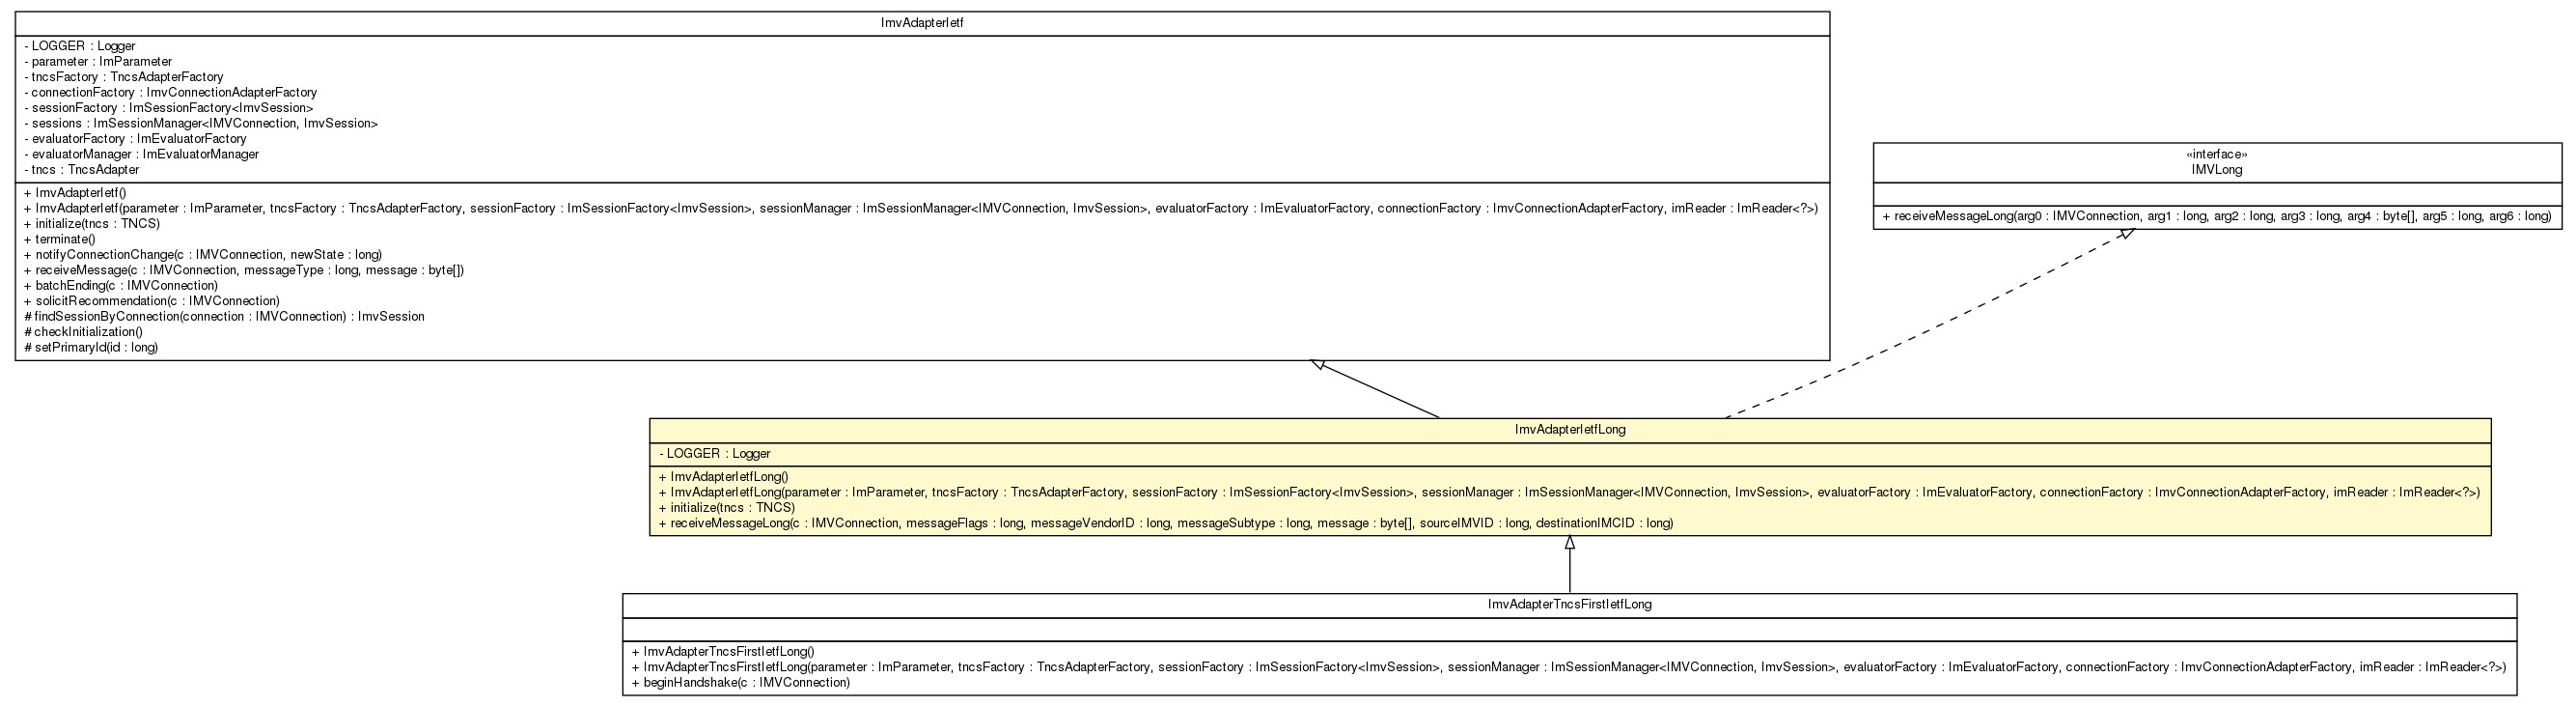 ImvAdapterIetf
- LOGGER : Logger
- parameter : ImParameter
- tncsFactory : TncsAdapterFactory
- connectionFactory : ImvConnectionAdapterFactory
- sessionFactory : ImSessionFactory<ImvSession>
- sessions : ImSessionManager<IMVConnection, ImvSession>
- evaluatorFactory : ImEvaluatorFactory
- evaluatorManager : ImEvaluatorManager
- tncs : TncsAdapter
+ ImvAdapterIetf()
+ ImvAdapterIetf(parameter : ImParameter, tncsFactory : TncsAdapterFactory, sessionFactory : ImSessionFactory<ImvSession>, sessionManager : ImSessionManager<IMVConnection, ImvSession>, evaluatorFactory : ImEvaluatorFactory, connectionFactory : ImvConnectionAdapterFactory, imReader : ImReader<?>)
+ initialize(tncs : TNCS)
+ terminate()
+ notifyConnectionChange(c : IMVConnection, newState : long)
+ receiveMessage(c : IMVConnection, messageType : long, message : byte[])
+ batchEnding(c : IMVConnection)
+ solicitRecommendation(c : IMVConnection)
# findSessionByConnection(connection : IMVConnection) : ImvSession
# checkInitialization()
# setPrimaryId(id : long)
«interface»
IMVLong
+ receiveMessageLong(arg0 : IMVConnection, arg1 : long, arg2 : long, arg3 : long, arg4 : byte[], arg5 : long, arg6 : long)
ImvAdapterIetfLong
- LOGGER : Logger
+ ImvAdapterIetfLong()
+ ImvAdapterIetfLong(parameter : ImParameter, tncsFactory : TncsAdapterFactory, sessionFactory : ImSessionFactory<ImvSession>, sessionManager : ImSessionManager<IMVConnection, ImvSession>, evaluatorFactory : ImEvaluatorFactory, connectionFactory : ImvConnectionAdapterFactory, imReader : ImReader<?>)
+ initialize(tncs : TNCS)
+ receiveMessageLong(c : IMVConnection, messageFlags : long, messageVendorID : long, messageSubtype : long, message : byte[], sourceIMVID : long, destinationIMCID : long)
ImvAdapterTncsFirstIetfLong
+ ImvAdapterTncsFirstIetfLong()
+ ImvAdapterTncsFirstIetfLong(parameter : ImParameter, tncsFactory : TncsAdapterFactory, sessionFactory : ImSessionFactory<ImvSession>, sessionManager : ImSessionManager<IMVConnection, ImvSession>, evaluatorFactory : ImEvaluatorFactory, connectionFactory : ImvConnectionAdapterFactory, imReader : ImReader<?>)
+ beginHandshake(c : IMVConnection)